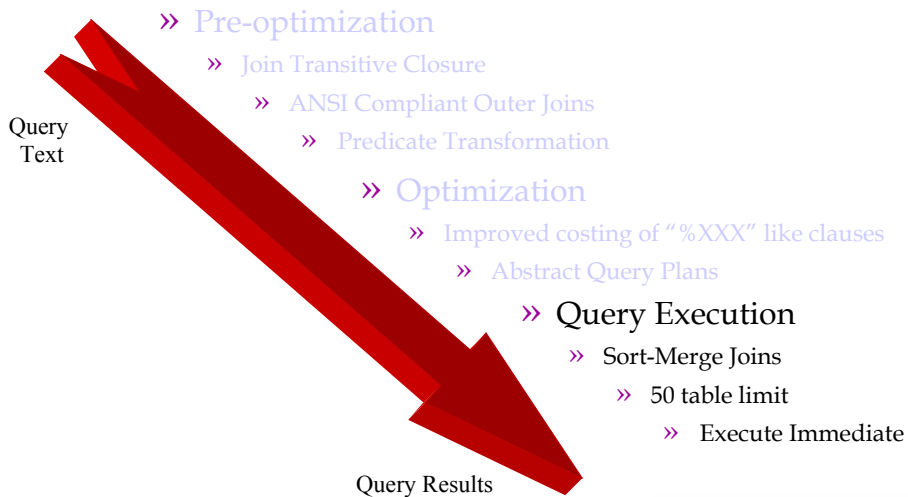 » Pre-optimization
» Join Transitive Closure
» ANSI Compliant Outer Joins
Query
Text
» Predicate Transformation
» Optimization
» Improved costing of “%XXX” like clauses
» Abstract Query Plans
» Query Execution
» Sort-Merge Joins
» 50 table limit
» Execute Immediate
Query Results